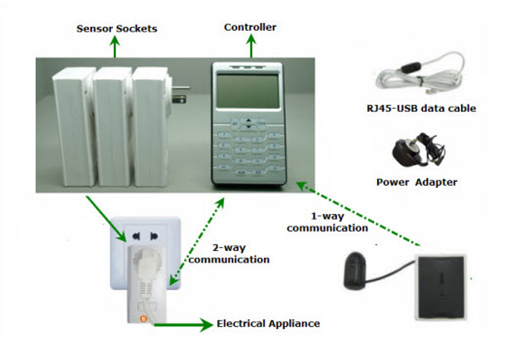 Sensor Sockets
Controller
RJ45-USB data cable
Power Adapter
1-way
communication
2-way
communication
Electrical Appliance